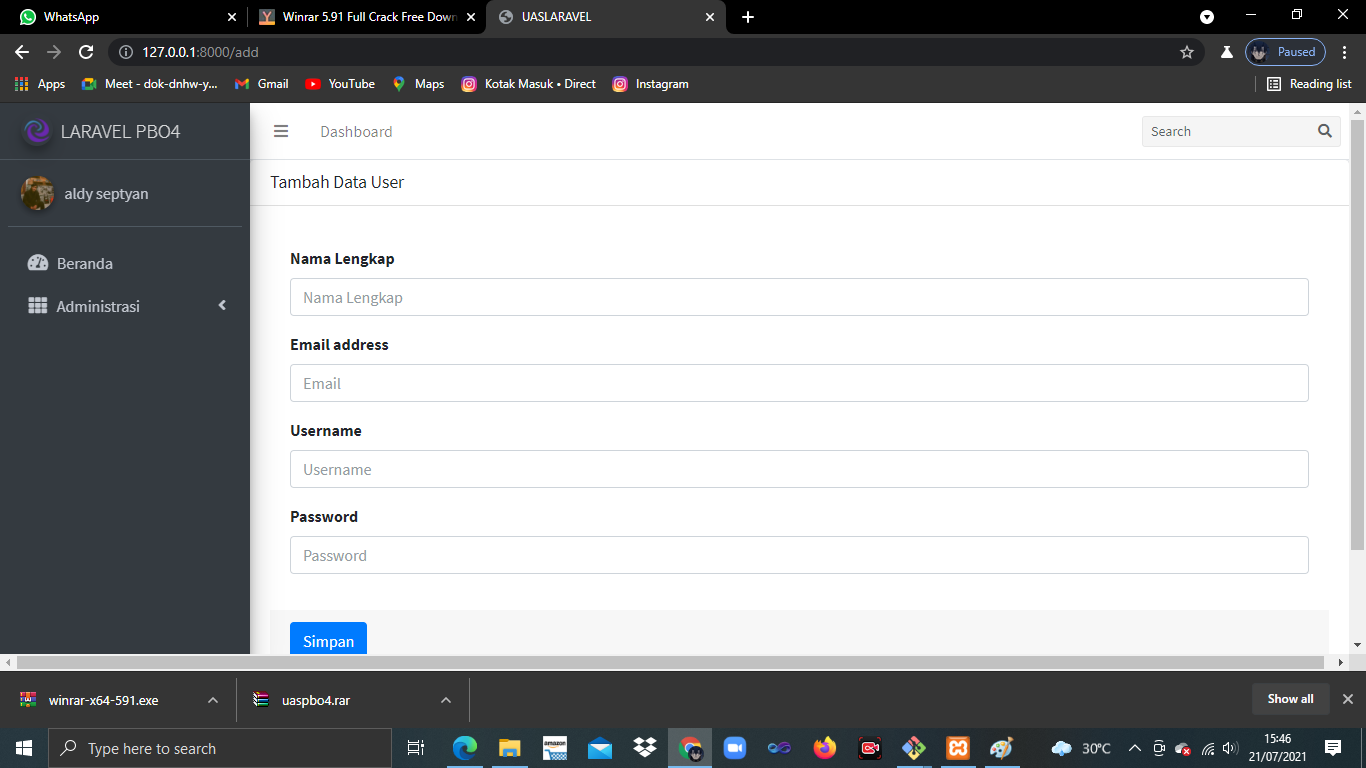 WhatsApp
Winrar 5.91 Full Crack Free Down
UASLARAVEL
127.0.0.1:8000/add
Paused
Apps
Meet - dok-dnhw-y...
Gmail
YouTube
Maps
Kotak Masuk • Direct
Instagram
Reading list
LARAVEL PBO4
Dashboard
Search
aldy septyan
Tambah Data User
Beranda
Administrasi
Nama Lengkap
Nama Lengkap
Email address
Email
Username
Username
Password
Password
Simpan
winrar-x64-591.exe
uaspbo4.rar
Show all
Type here to search
amazon
30°C
15:46
21/07/2021